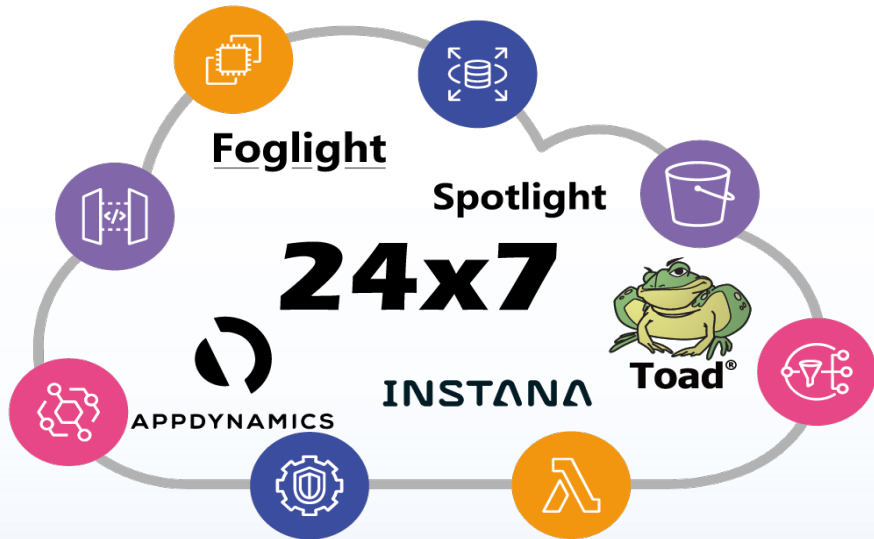 Foglight
Spotlight
24x7
</>
Toad®
INSTANA
APPDYNAMICS